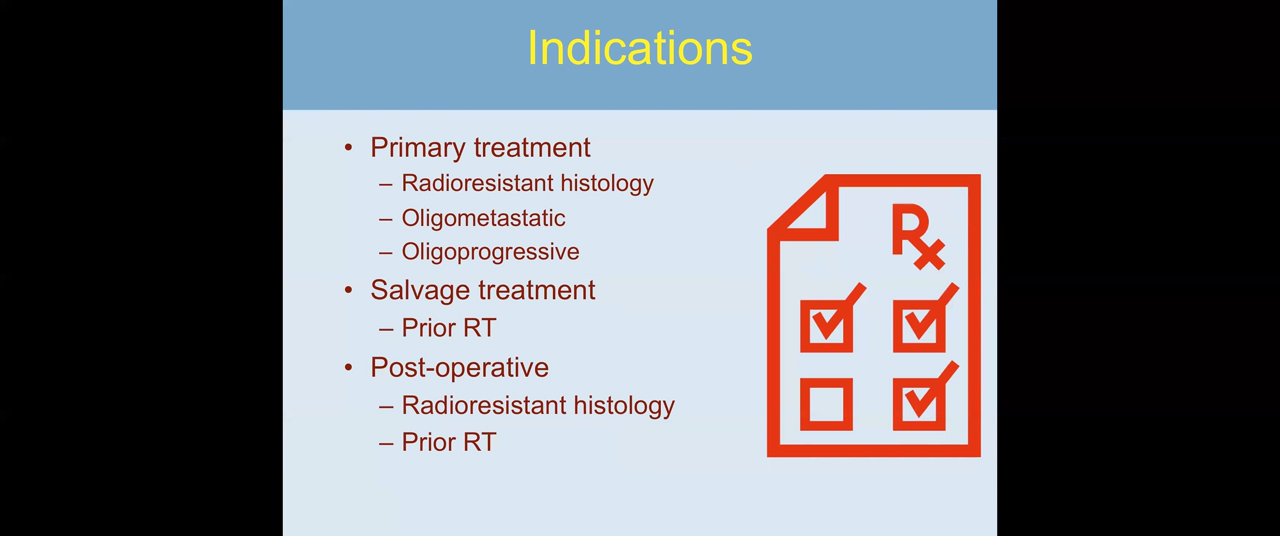 Indications
• Primary treatment
– Radioresistant histology
– Oligometastatic
– Oligoprogressive
• Salvage treatment
– Prior RT
• Post-operative
– Radioresistant histology
– Prior RT
Rx